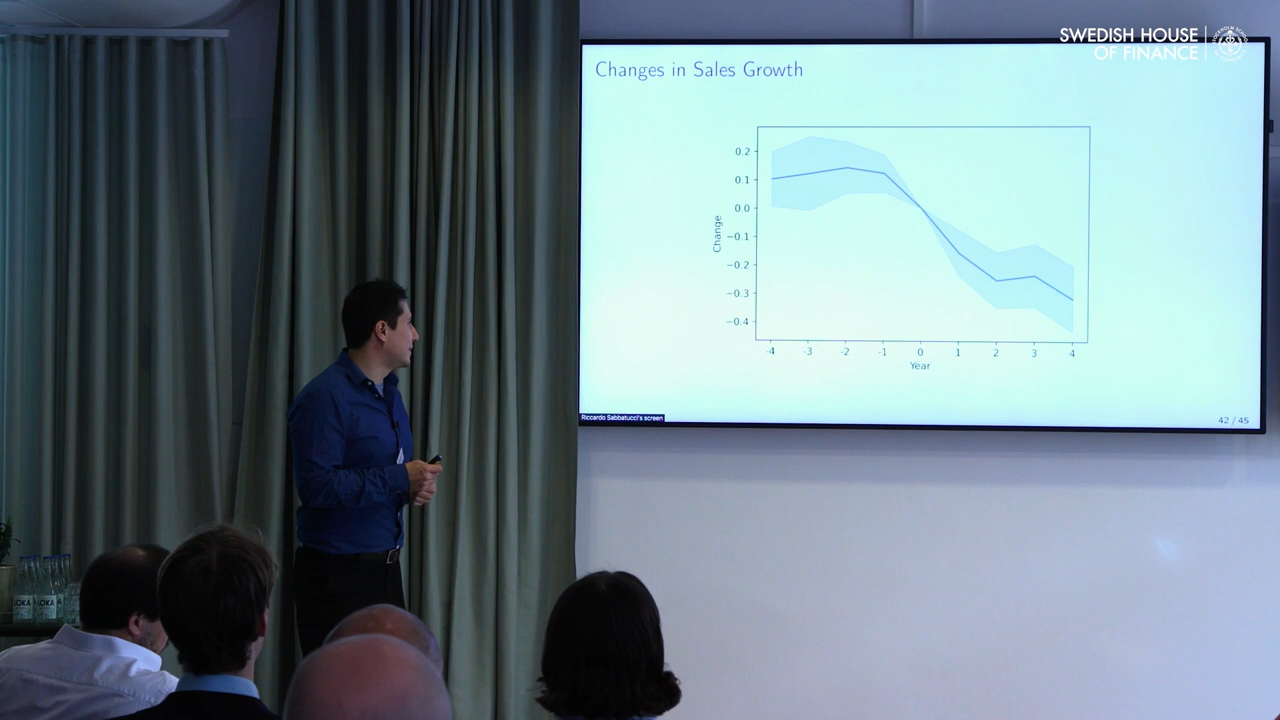 SWEDISH HOUSE
OF FINANCE
Changes in Sales Growth
0.2
0.1
0.0
−0.1
−0.2
−0.3
−0.4
Change
-4 -3 -2 -1 0 1 2 3 4
Year
Riccardo Sabbatucci's screen
42 / 45
LOKA LOKA